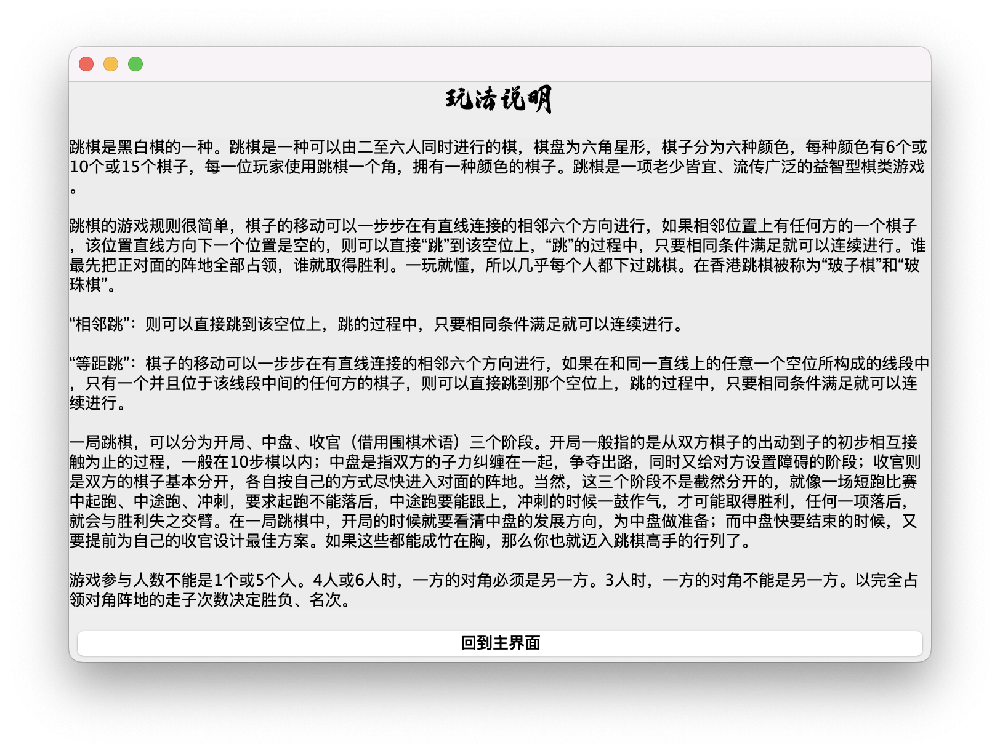 玩法说明
跳棋是黑白棋的一种。跳棋是一种可以由二至六人同时进行的棋，棋盘为六角星形，棋子分为六种颜色，每种颜色有6个或
10个或15个棋子，每一位玩家使用跳棋一个角，拥有一种颜色的棋子。跳棋是一项老少皆宜、流传广泛的益智型棋类游戏
。
跳棋的游戏规则很简单，棋子的移动可以一步步在有直线连接的相邻六个方向进行，如果相邻位置上有任何方的一个棋子
，该位置直线方向下一个位置是空的，则可以直接“跳”到该空位上，“跳”的过程中，只要相同条件满足就可以连续进行。谁
最先把正对面的阵地全部占领，谁就取得胜利。一玩就懂，所以几乎每个人都下过跳棋。在香港跳棋被称为“玻子棋”和“玻
珠棋”。
“相邻跳”：则可以直接跳到该空位上，跳的过程中，只要相同条件满足就可以连续进行。
“等距跳”：棋子的移动可以一步步在有直线连接的相邻六个方向进行，如果在和同一直线上的任意一个空位所构成的线段中
，只有一个并且位于该线段中间的任何方的棋子，则可以直接跳到那个空位上，跳的过程中，只要相同条件满足就可以连
续进行。
一局跳棋，可以分为开局、中盘、收官（借用围棋术语）三个阶段。开局一般指的是从双方棋子的出动到子的初步相互接
触为止的过程，一般在10步棋以内；中盘是指双方的子力纠缠在一起，争夺出路，同时又给对方设置障碍的阶段；收官则
是双方的棋子基本分开，各自按自己的方式尽快进入对面的阵地。当然，这三个阶段不是截然分开的，就像一场短跑比赛
中起跑、中途跑、冲刺，要求起跑不能落后，中途跑要能跟上，冲刺的时候一鼓作气，才可能取得胜利，任何一项落后，
就会与胜利失之交臂。在一局跳棋中，开局的时候就要看清中盘的发展方向，为中盘做准备；而中盘快要结束的时候，又
要提前为自己的收官设计最佳方案。如果这些都能成竹在胸，那么你也就迈入跳棋高手的行列了。
游戏参与人数不能是1个或5个人。4人或6人时，一方的对角必须是另一方。3人时，一方的对角不能是另一方。以完全占
领对角阵地的走子次数决定胜负、名次。
回到主界面